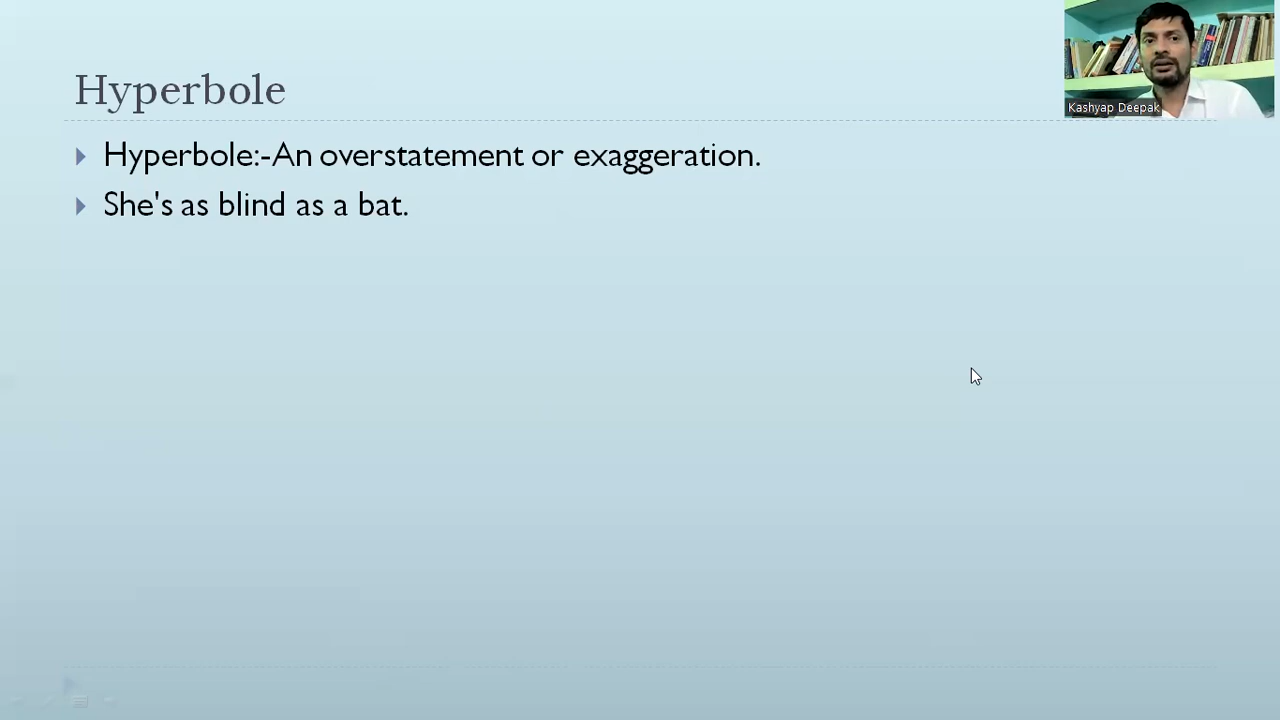 Hyperbole
Kashyap Deepak
Hyperbole:-An overstatement or exaggeration.
She's as blind as a bat.